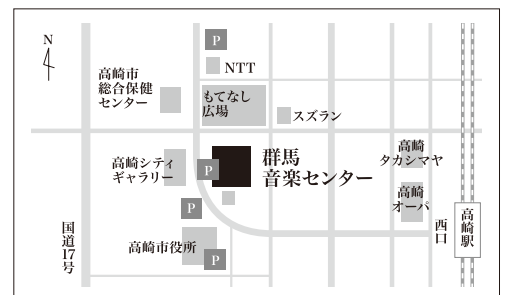 N
P
NTT
高崎市
総合保健
センター
もてなし
広場
スズラン
高崎シティ
ギャラリー
P
群馬
音楽センター
高崎
タカシマヤ
高崎
オーパ
P
国道17号
高崎市役所
P
西口
高崎駅